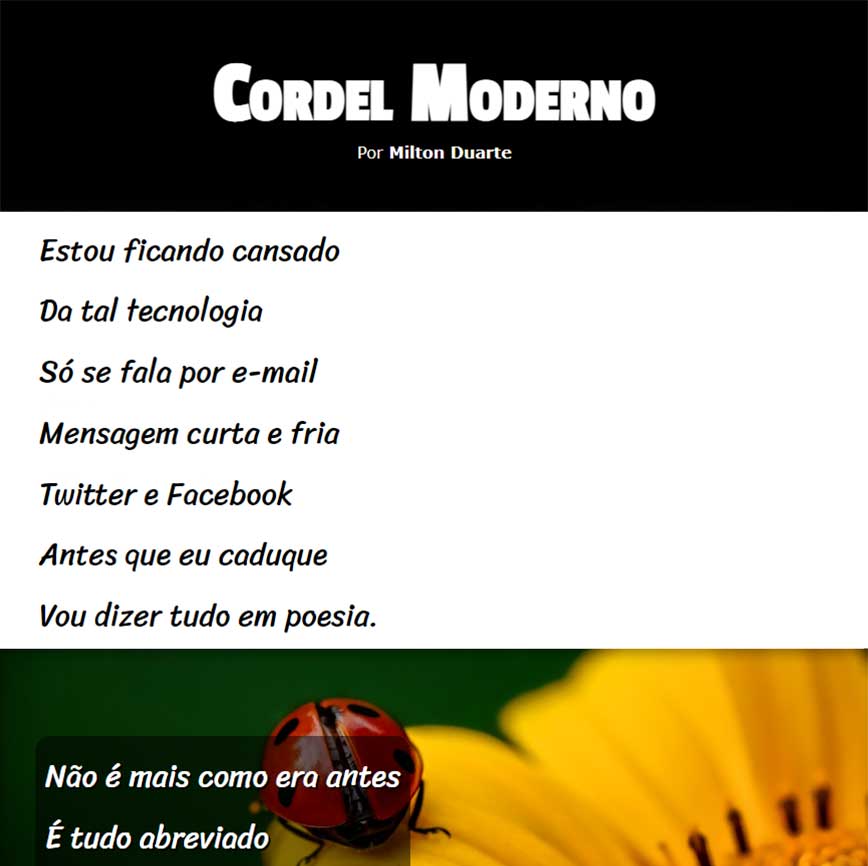 Cordel Moderno
Por Milton Duarte
Estou ficando cansado
Da tal tecnologia
Só se fala por e-mail
Mensagem curta e fria
Twitter e Facebook
Antes que eu caduque
Vou dizer tudo em poesia.
Não é mais como era antes
É tudo abreviado